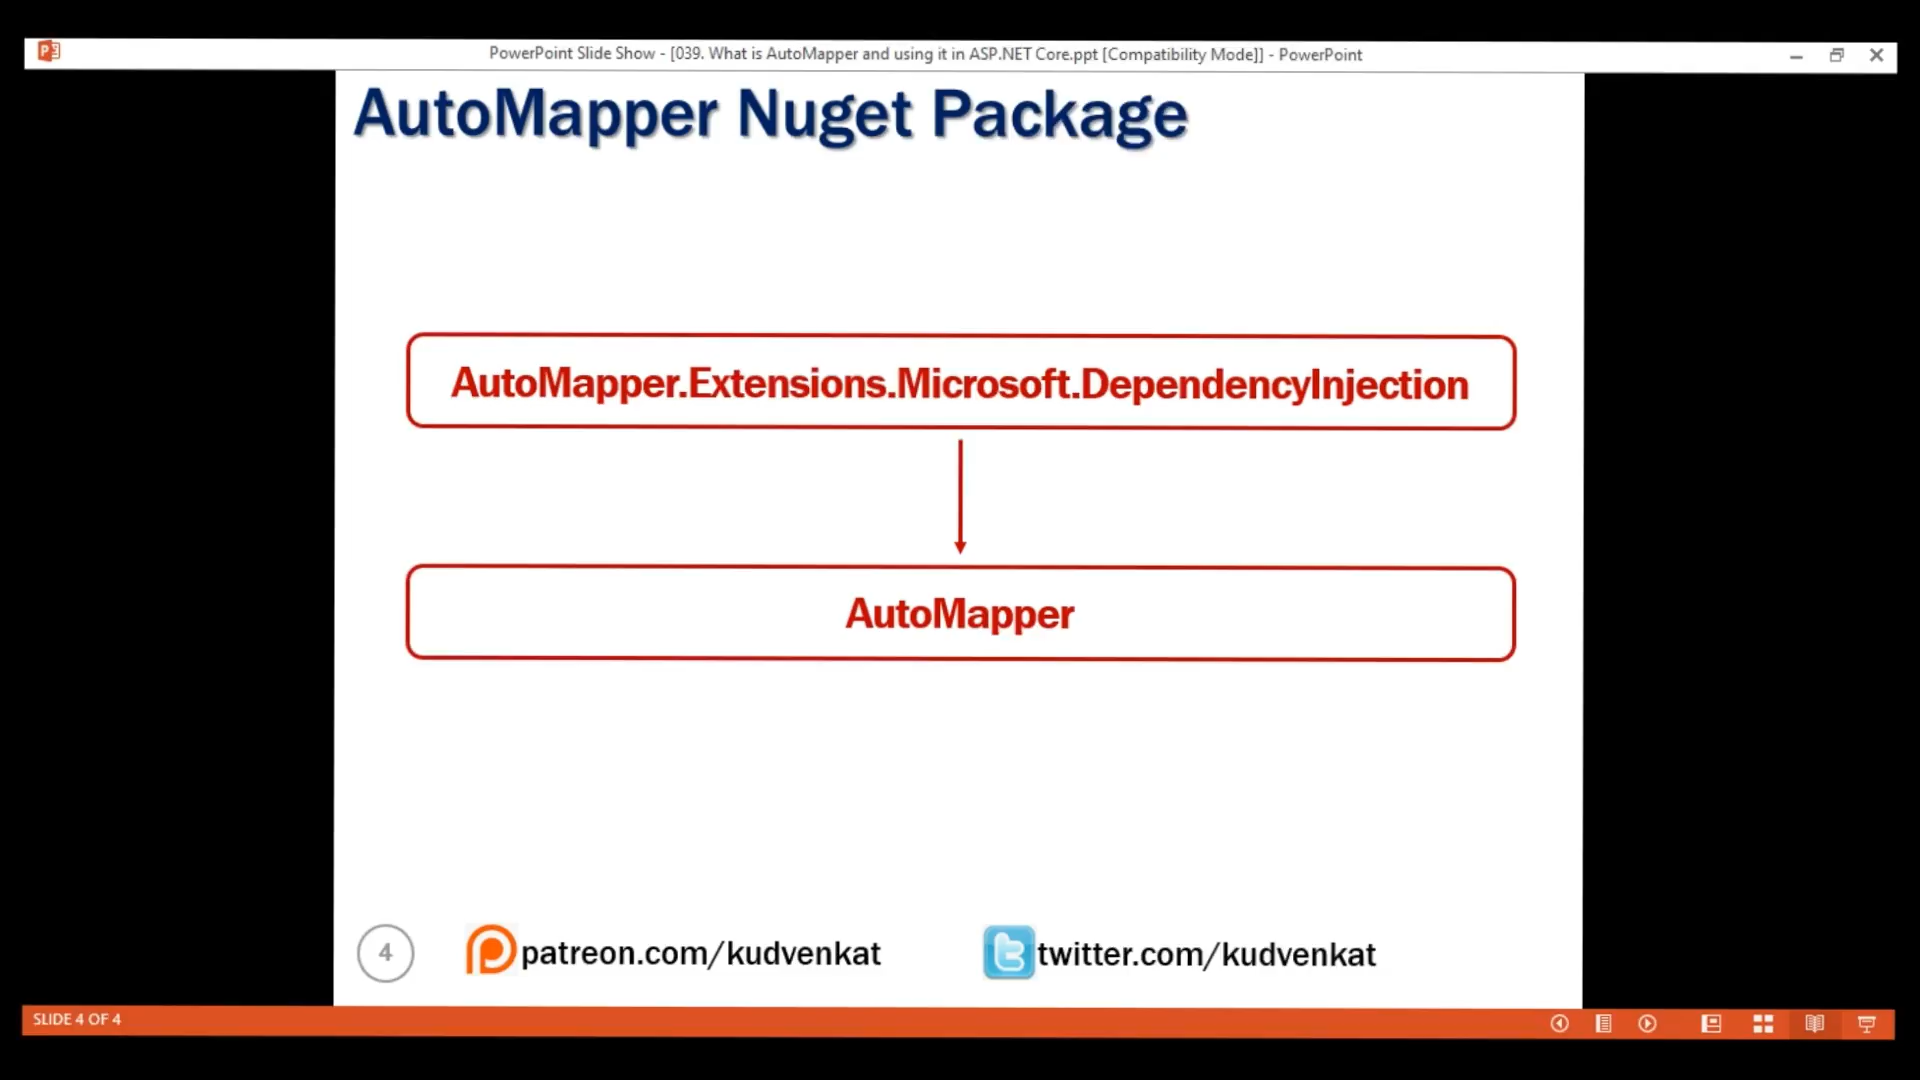 PowerPoint Slide Show - [039. What is AutoMapper and using it in ASP.NET Core.ppt [Compatibility Mode]] - PowerPoint
AutoMapper Nuget Package
AutoMapper.Extensions.Microsoft.DependencyInjection
AutoMapper
4
patreon.com/kudvenkat
twitter.com/kudvenkat
SLIDE 4 OF 4